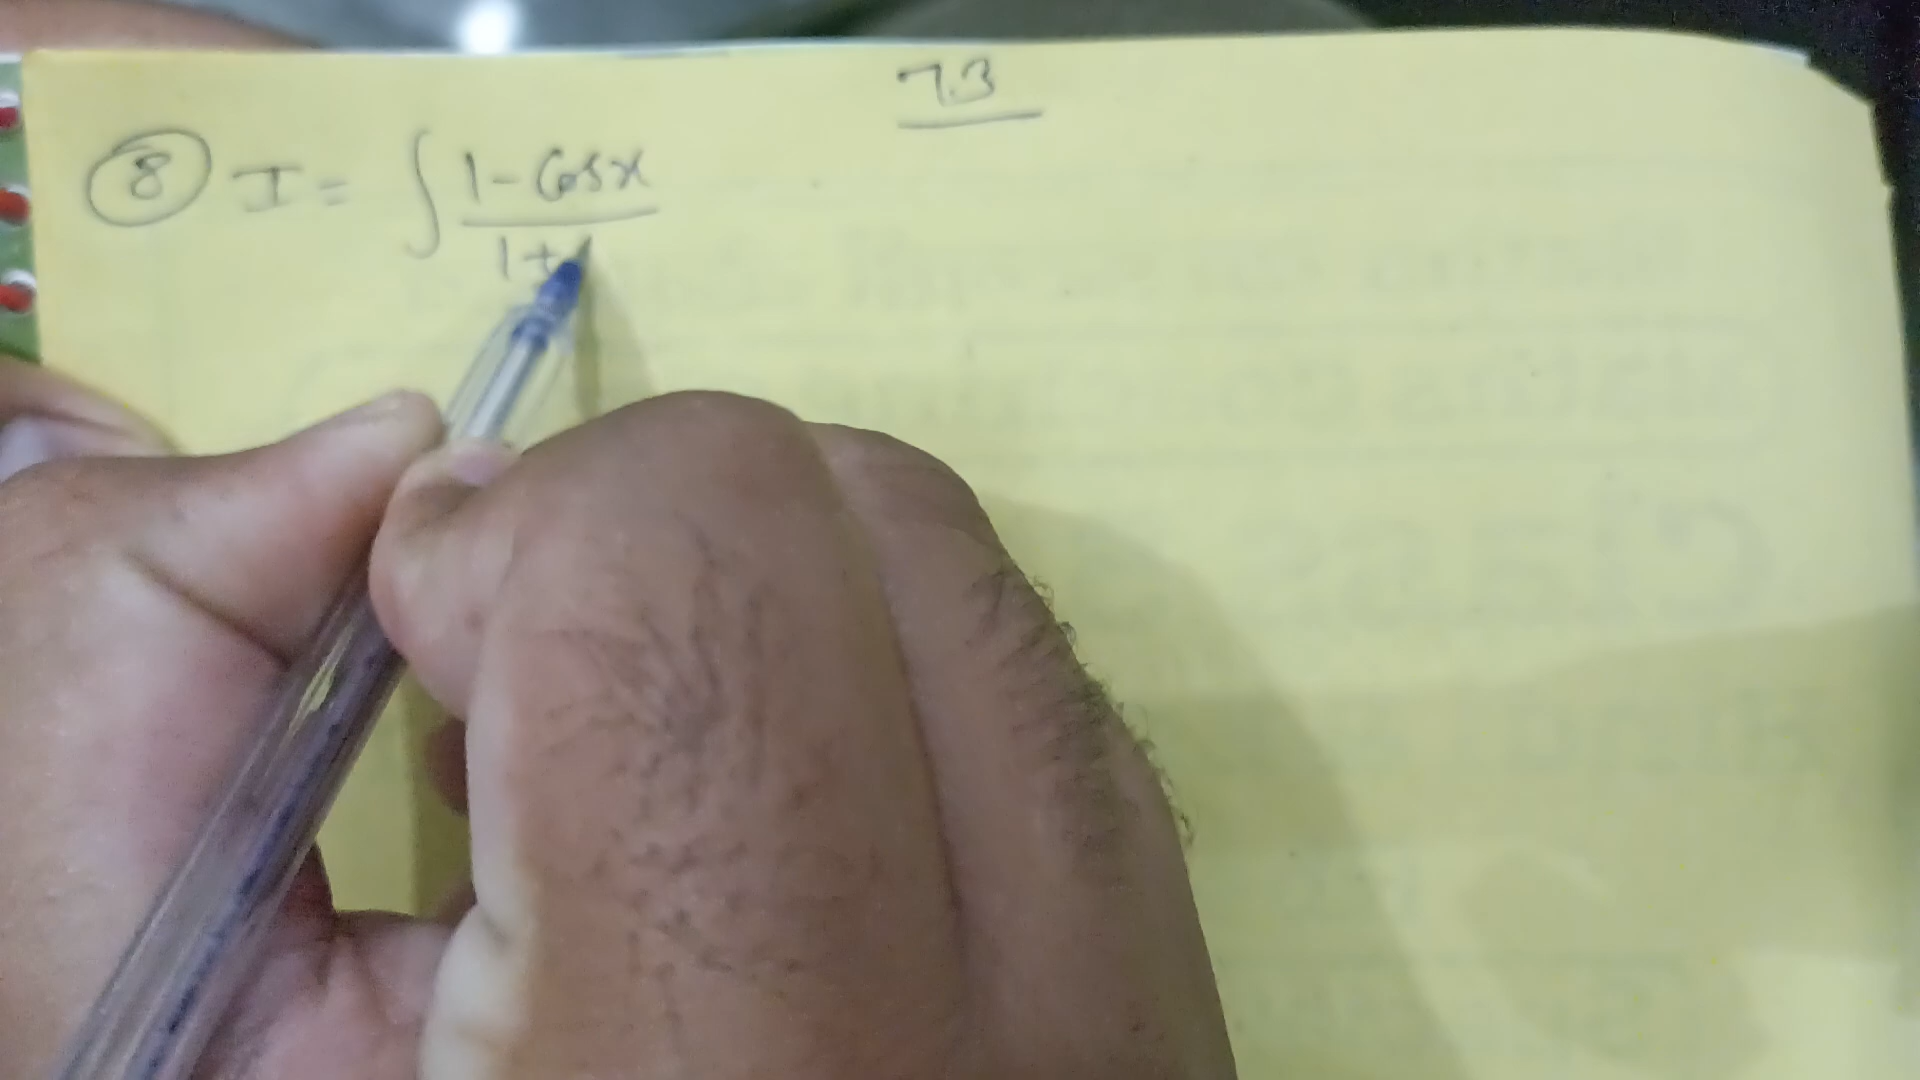 7.3
⑧ I = ∫ (1 - Cosx) / (1+